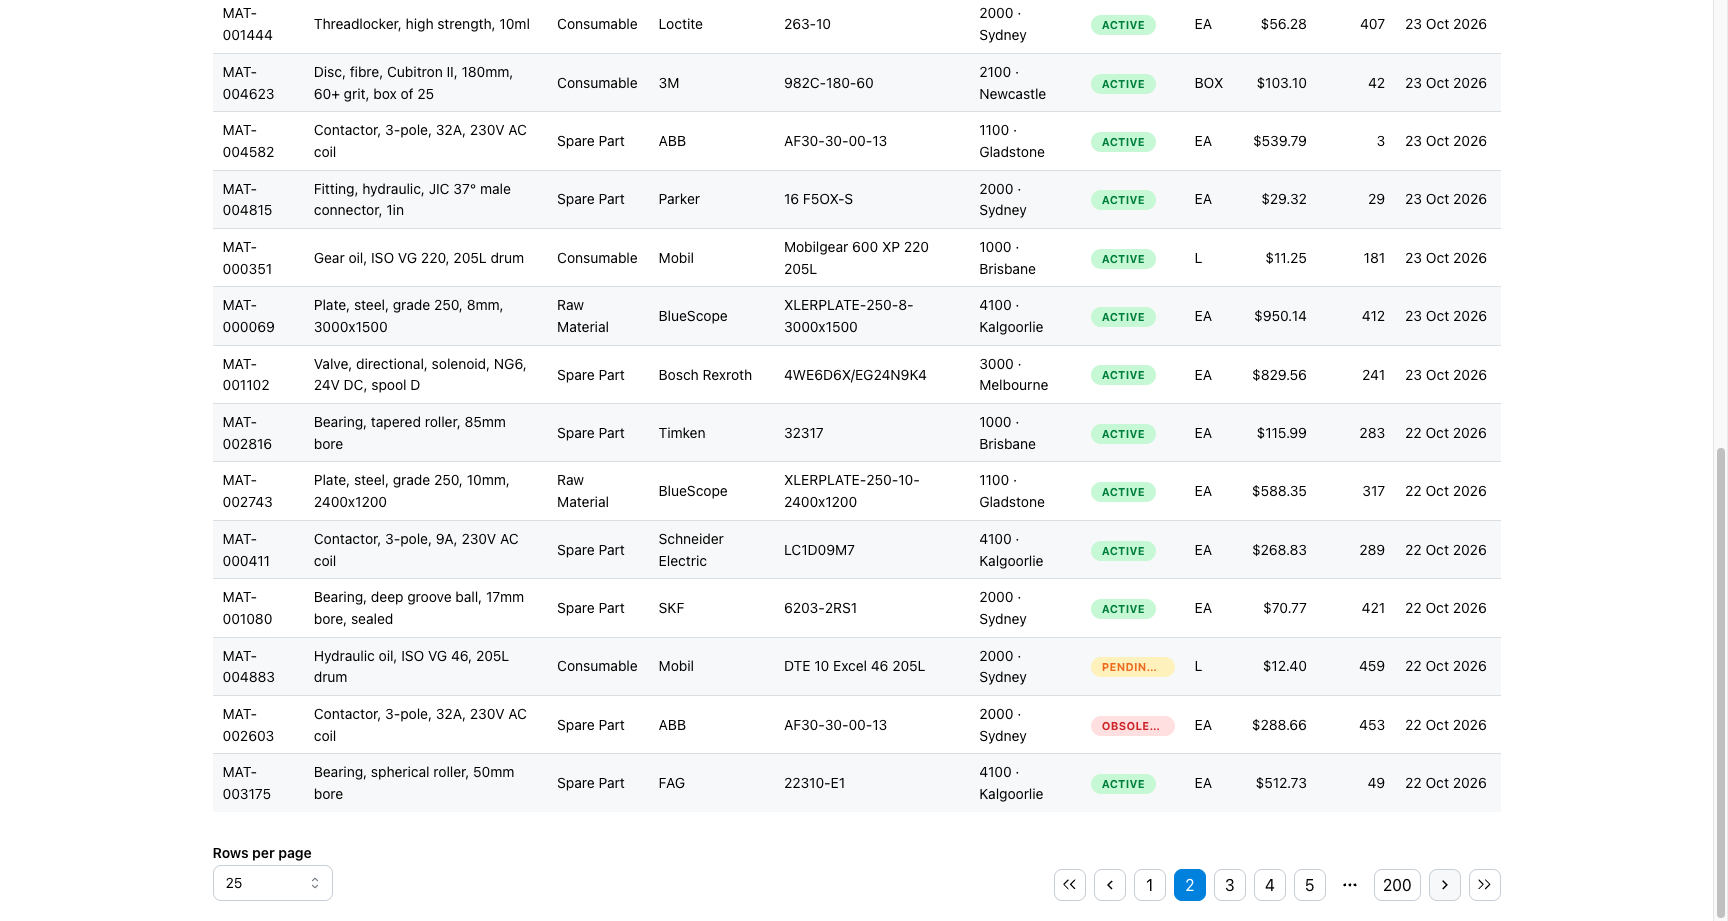 MAT-001444 Threadlocker, high strength, 10ml Consumable Loctite 263-10 2000 · Sydney ACTIVE EA $56.28 407 23 Oct 2026
MAT-004623 Disc, fibre, Cubitron II, 180mm, 60+ grit, box of 25 Consumable 3M 982C-180-60 2100 · Newcastle ACTIVE BOX $103.10 42 23 Oct 2026
MAT-004582 Contactor, 3-pole, 32A, 230V AC coil Spare Part ABB AF30-30-00-13 1100 · Gladstone ACTIVE EA $539.79 3 23 Oct 2026
MAT-004815 Fitting, hydraulic, JIC 37° male connector, 1in Spare Part Parker 16 F5OX-S 2000 · Sydney ACTIVE EA $29.32 29 23 Oct 2026
MAT-000351 Gear oil, ISO VG 220, 205L drum Consumable Mobil Mobilgear 600 XP 220 205L 1000 · Brisbane ACTIVE L $11.25 181 23 Oct 2026
MAT-000069 Plate, steel, grade 250, 8mm, 3000x1500 Raw Material BlueScope XLERPLATE-250-8-3000x1500 4100 · Kalgoorlie ACTIVE EA $950.14 412 23 Oct 2026
MAT-001102 Valve, directional, solenoid, NG6, 24V DC, spool D Spare Part Bosch Rexroth 4WE6D6X/EG24N9K4 3000 · Melbourne ACTIVE EA $829.56 241 23 Oct 2026
MAT-002816 Bearing, tapered roller, 85mm bore Spare Part Timken 32317 1000 · Brisbane ACTIVE EA $115.99 283 22 Oct 2026
MAT-002743 Plate, steel, grade 250, 10mm, 2400x1200 Raw Material BlueScope XLERPLATE-250-10-2400x1200 1100 · Gladstone ACTIVE EA $588.35 317 22 Oct 2026
MAT-000411 Contactor, 3-pole, 9A, 230V AC coil Spare Part Schneider Electric LC1D09M7 4100 · Kalgoorlie ACTIVE EA $268.83 289 22 Oct 2026
MAT-001080 Bearing, deep groove ball, 17mm bore, sealed Spare Part SKF 6203-2RS1 2000 · Sydney ACTIVE EA $70.77 421 22 Oct 2026
MAT-004883 Hydraulic oil, ISO VG 46, 205L drum Consumable Mobil DTE 10 Excel 46 205L 2000 · Sydney PENDIN... L $12.40 459 22 Oct 2026
MAT-002603 Contactor, 3-pole, 32A, 230V AC coil Spare Part ABB AF30-30-00-13 2000 · Sydney OBSOLE... EA $288.66 453 22 Oct 2026
MAT-003175 Bearing, spherical roller, 50mm bore Spare Part FAG 22310-E1 4100 · Kalgoorlie ACTIVE EA $512.73 49 22 Oct 2026
Rows per page
25
1 2 3 4 5 ··· 200